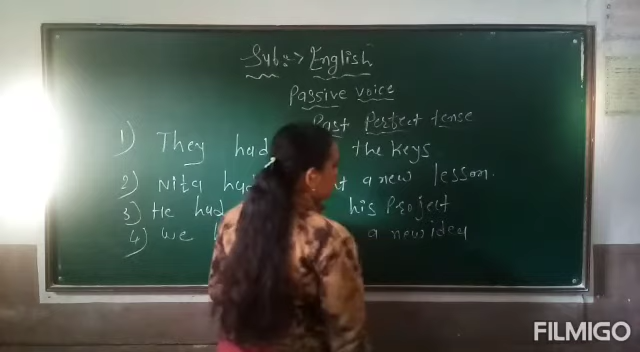 Sub:-> English
Passive voice
Past Perfect tense
1) They had the keys
2) Nita had a new lesson.
3) He had his Project
4) We a new idea
FILMIGO